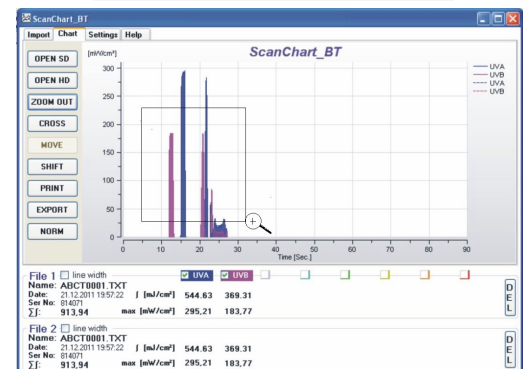 ScanChart_BT
Import Chart Settings Help
OPEN SD
OPEN HD
ZOOM OUT
CROSS
MOVE
SHIFT
PRINT
EXPORT
NORM
[mW/cm²]
ScanChart_BT
300
250
200
150
100
50
0
0 10 20 30 40 50 60 70 80 90
Time [Sec.]
UVA
UVB
UVA
UVB
File 1 line width UVA UVB
Name: ABCT0001.TXT
Date: 21.12.2011 19:57:22 ∫ [mJ/cm²] 544.63 369.31
Ser No: 814071
∑∫: 913,94 max [mW/cm²] 295,21 183,77
DEL
File 2 line width
Name: ABCT0001.TXT
Date: 21.12.2011 19:57:22 ∫ [mJ/cm²] 544.63 369.31
Ser No: 814071
∑∫: 913,94 max [mW/cm²] 295,21 183,77
DEL